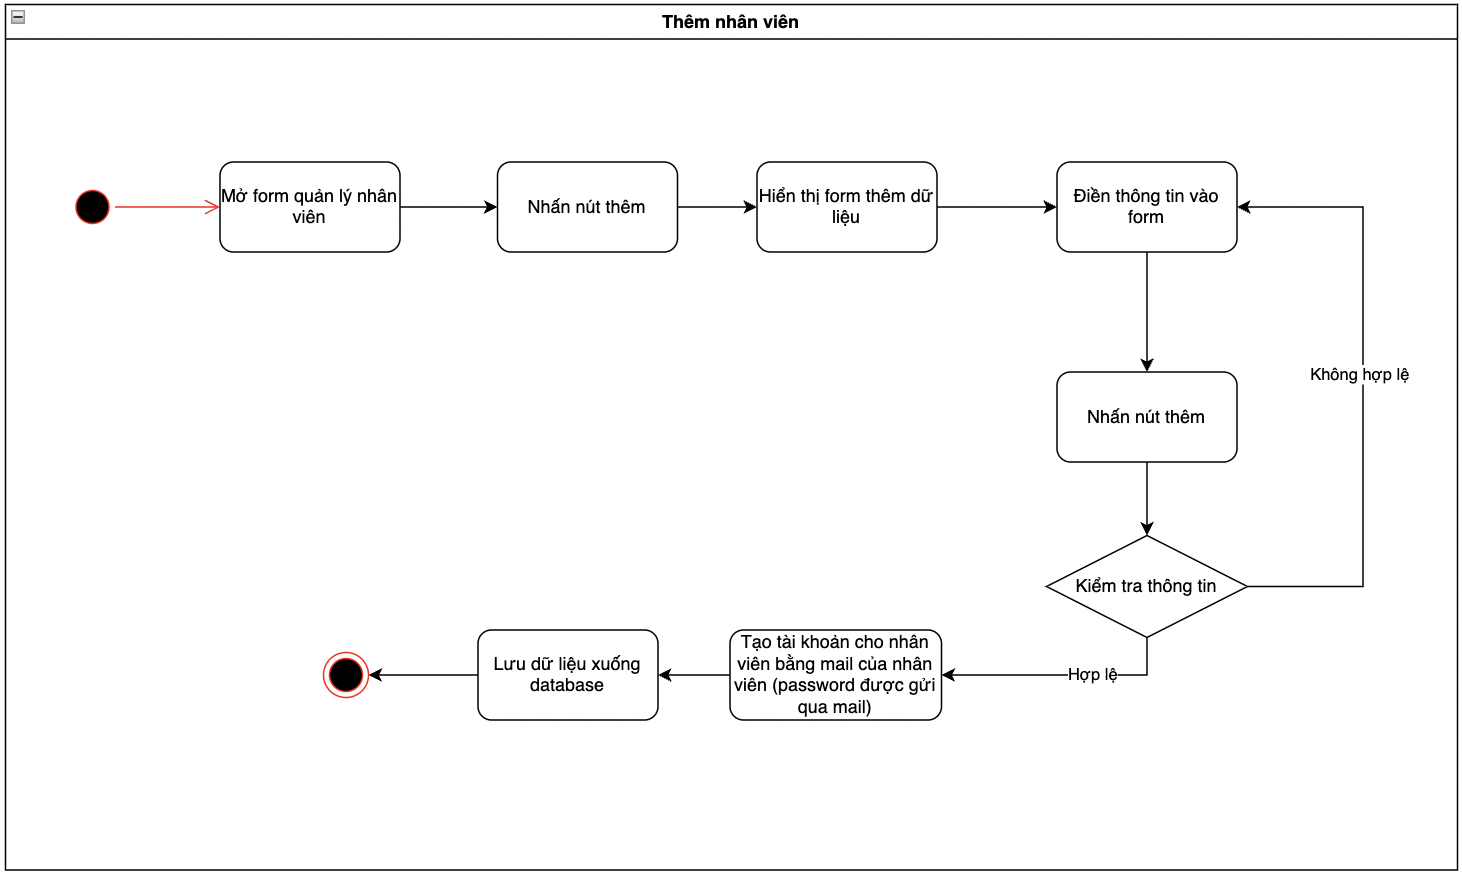 Thêm nhân viên
Mở form quản lý nhân
viên
Nhấn nút thêm
Hiển thị form thêm dữ
liệu
Điền thông tin vào
form
Không hợp lệ
Nhấn nút thêm
Kiểm tra thông tin
Hợp lệ
Tạo tài khoản cho nhân
viên bằng mail của nhân
viên (password được gửi
qua mail)
Lưu dữ liệu xuống
database